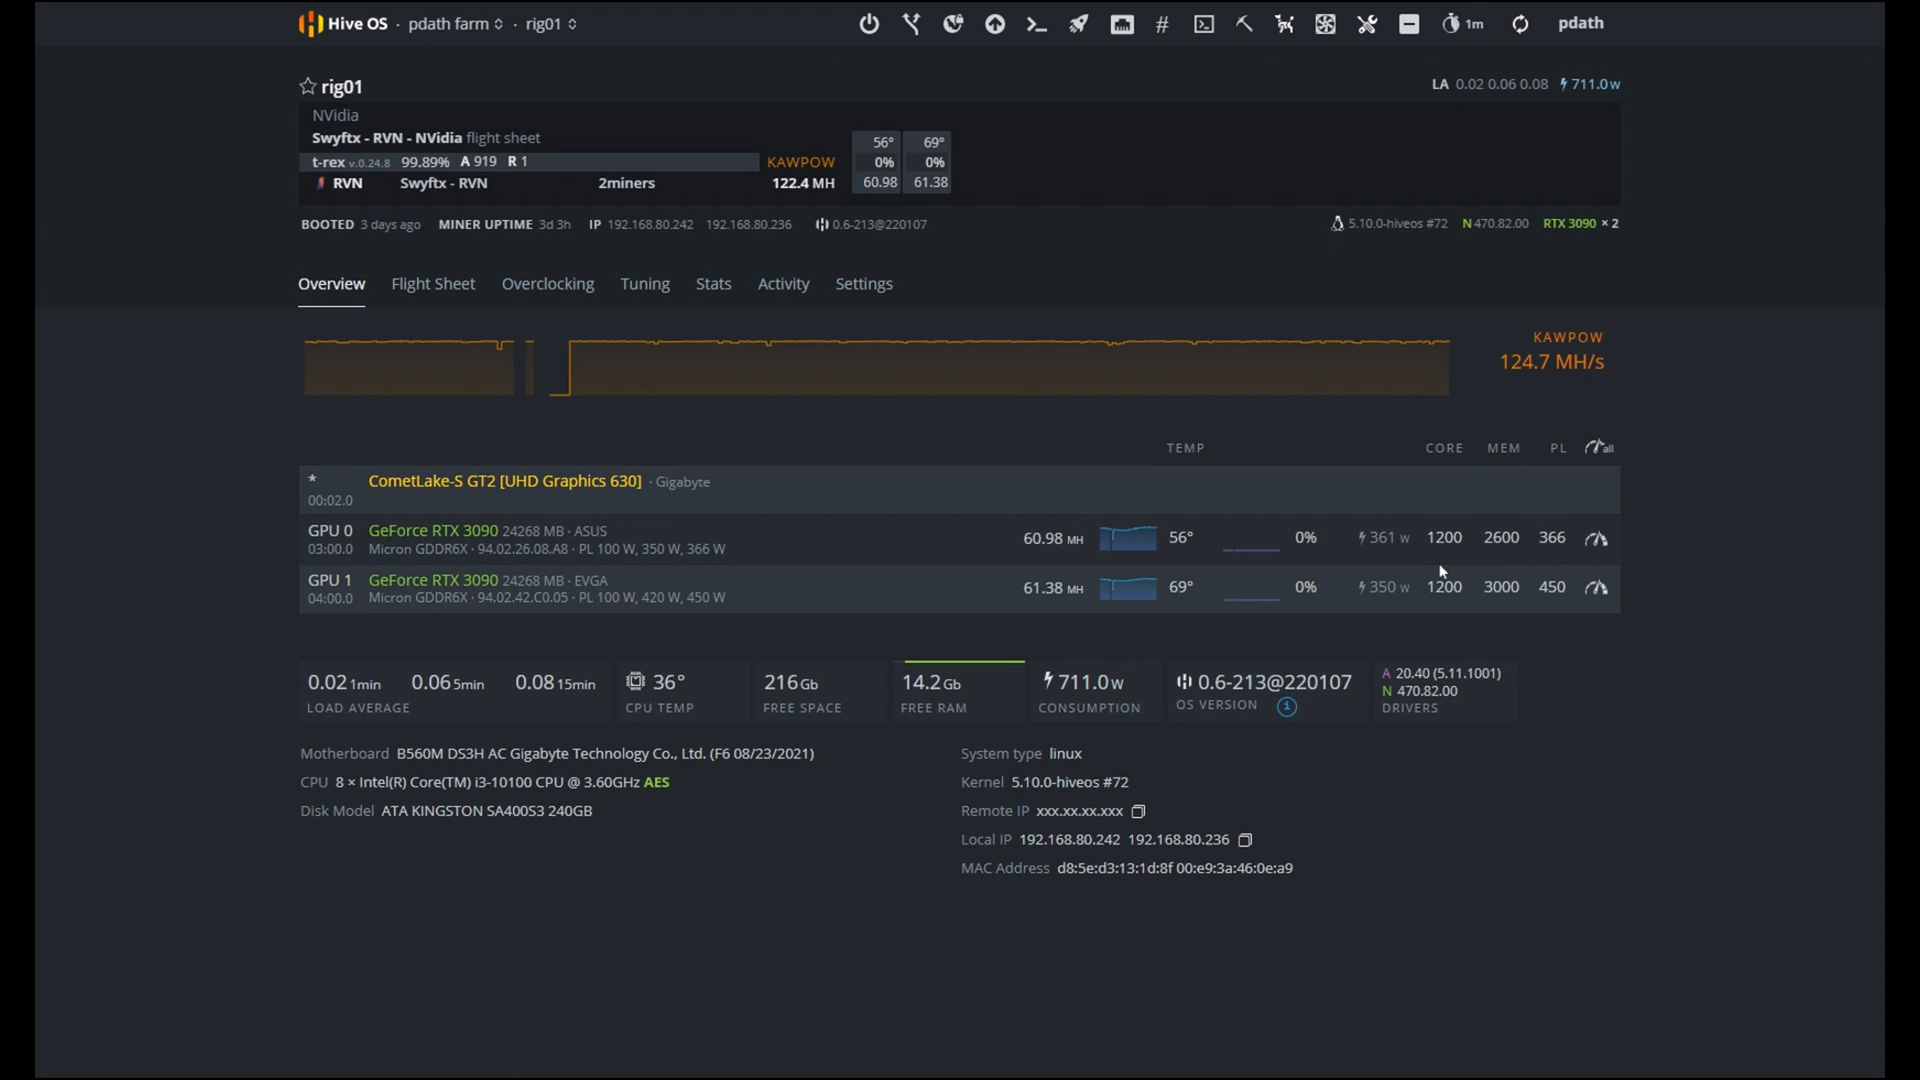 Hive OS · pdath farm · rig01 # 1m pdath
rig01 LA 0.02 0.06 0.08 711.0 w
NVidia
Swyftx - RVN - NVidia flight sheet 56° 69°
t-rex v.0.24.8 99.89% A 919 R 1 KAWPOW 0% 0%
RVN Swyftx - RVN 2miners 122.4 MH 60.98 61.38
BOOTED 3 days ago MINER UPTIME 3d 3h IP 192.168.80.242 192.168.80.236 0.6-213@220107 5.10.0-hiveos #72 N 470.82.00 RTX 3090 × 2
Overview Flight Sheet Overclocking Tuning Stats Activity Settings
KAWPOW
124.7 MH/s
TEMP CORE MEM PL all
* CometLake-S GT2 [UHD Graphics 630] · Gigabyte
00:02.0
GPU 0 GeForce RTX 3090 24268 MB · ASUS
03:00.0 Micron GDDR6X · 94.02.26.08.A8 · PL 100 W, 350 W, 366 W
60.98 MH 56° 0% 361 w 1200 2600 366
GPU 1 GeForce RTX 3090 24268 MB · EVGA
04:00.0 Micron GDDR6X · 94.02.42.C0.05 · PL 100 W, 420 W, 450 W
61.38 MH 69° 0% 350 w 1200 3000 450
0.02 1min 0.06 5min 0.08 15min
LOAD AVERAGE
36°
CPU TEMP
216 Gb
FREE SPACE
14.2 Gb
FREE RAM
711.0 w
CONSUMPTION
0.6-213@220107
OS VERSION i
A 20.40 (5.11.1001)
N 470.82.00
DRIVERS
Motherboard B560M DS3H AC Gigabyte Technology Co., Ltd. (F6 08/23/2021)
CPU 8 × Intel(R) Core(TM) i3-10100 CPU @ 3.60GHz AES
Disk Model ATA KINGSTON SA400S3 240GB
System type linux
Kernel 5.10.0-hiveos #72
Remote IP xxx.xx.xx.xxx
Local IP 192.168.80.242 192.168.80.236
MAC Address d8:5e:d3:13:1d:8f 00:e9:3a:46:0e:a9